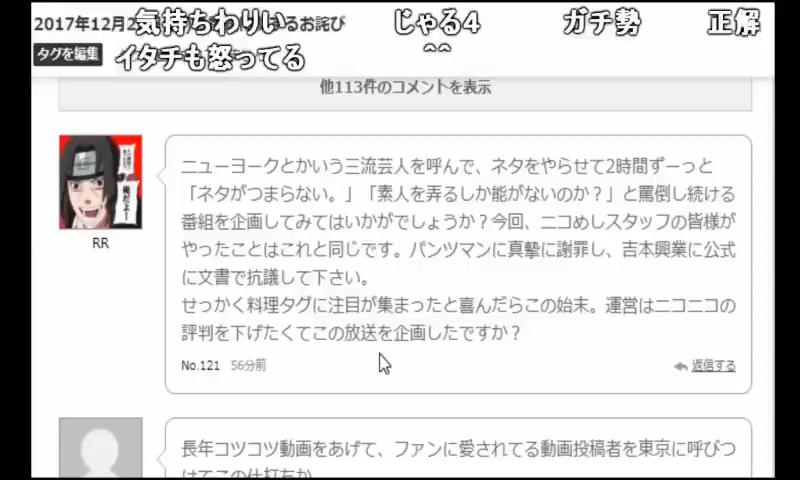 気持ちわりい じゃる4 ガチ勢 正解
2017年12月2 るお詫び
^^
タグを編集 イタチも怒ってる
他113件のコメントを表示
ニューヨークとかいう三流芸人を呼んで、ネタをやらせて2時間ずーっと
「ネタがつまらない。」「素人を弄るしか能がないのか？」と罵倒し続ける
番組を企画してみてはいかがでしょうか？今回、ニコめしスタッフの皆様が
やったことはこれと同じです。パンツマンに真摯に謝罪し、吉本興業に公式
に文書で抗議して下さい。
せっかく料理タグに注目が集まったと喜んだらこの始末。運営はニコニコの
評判を下げたくてこの放送を企画したですか？
RR
No.121 56分前 返信する
長年コツコツ動画をあげて、ファンに愛されてる動画投稿者を東京に呼びつ
けてこの仕打ちか